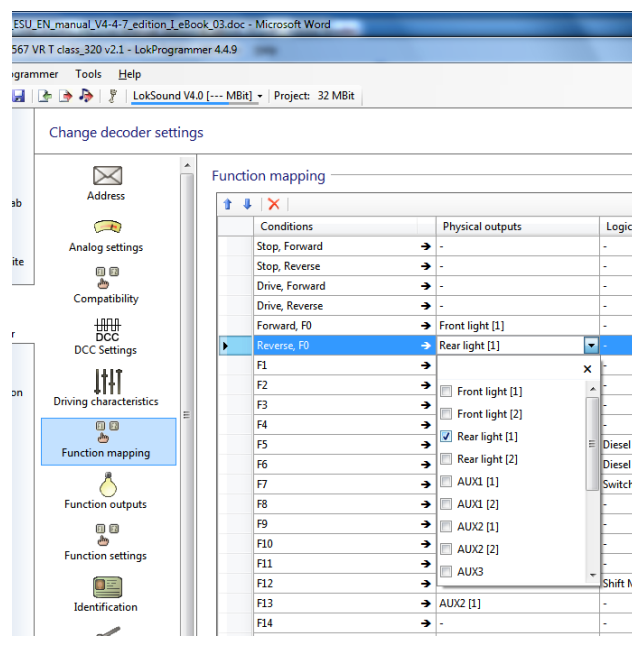 _ESU_EN_manual_V4-4-7_edition_I_eBook_03.doc - Microsoft Word
567 VR T class_320 v2.1 - LokProgrammer 4.4.9
Tools Help
LokSound V4.0 [--- MBit] Project: 32 MBit
Change decoder settings
Address
Analog settings
Compatibility
DCC
DCC Settings
Driving characteristics
Function mapping
Function outputs
Function settings
Identification
Function mapping
Conditions Physical outputs Logic
Stop, Forward - -
Stop, Reverse - -
Drive, Forward - -
Drive, Reverse - -
Forward, F0 Front light [1] -
Reverse, F0 Rear light [1] -
F1 -
F2 -
F3 -
F4 -
F5 Diesel
F6 Diesel
F7 Switch
F8 -
F9 -
F10 -
F11 -
F12 Shift
F13 AUX2 [1] -
F14 - -
x
Front light [1]
Front light [2]
Rear light [1]
Rear light [2]
AUX1 [1]
AUX1 [2]
AUX2 [1]
AUX2 [2]
AUX3